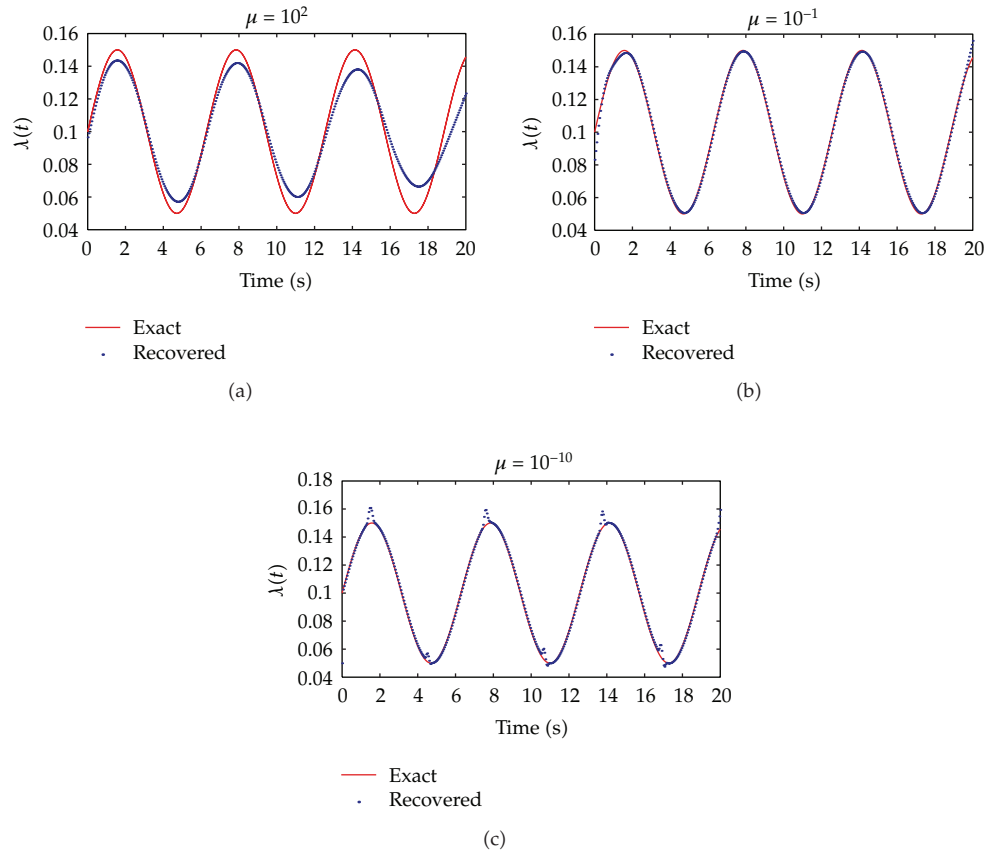 μ = 10²
0.16
0.14
0.12
0.1
0.08
0.06
0.04
λ(t)
0 2 4 6 8 10 12 14 16 18 20
Time (s)
Exact
Recovered
(a)
μ = 10⁻¹
0.16
0.14
0.12
0.1
0.08
0.06
0.04
λ(t)
0 2 4 6 8 10 12 14 16 18 20
Time (s)
Exact
Recovered
(b)
μ = 10⁻¹⁰
0.18
0.16
0.14
0.12
0.1
0.08
0.06
0.04
λ(t)
0 2 4 6 8 10 12 14 16 18 20
Time (s)
Exact
Recovered
(c)